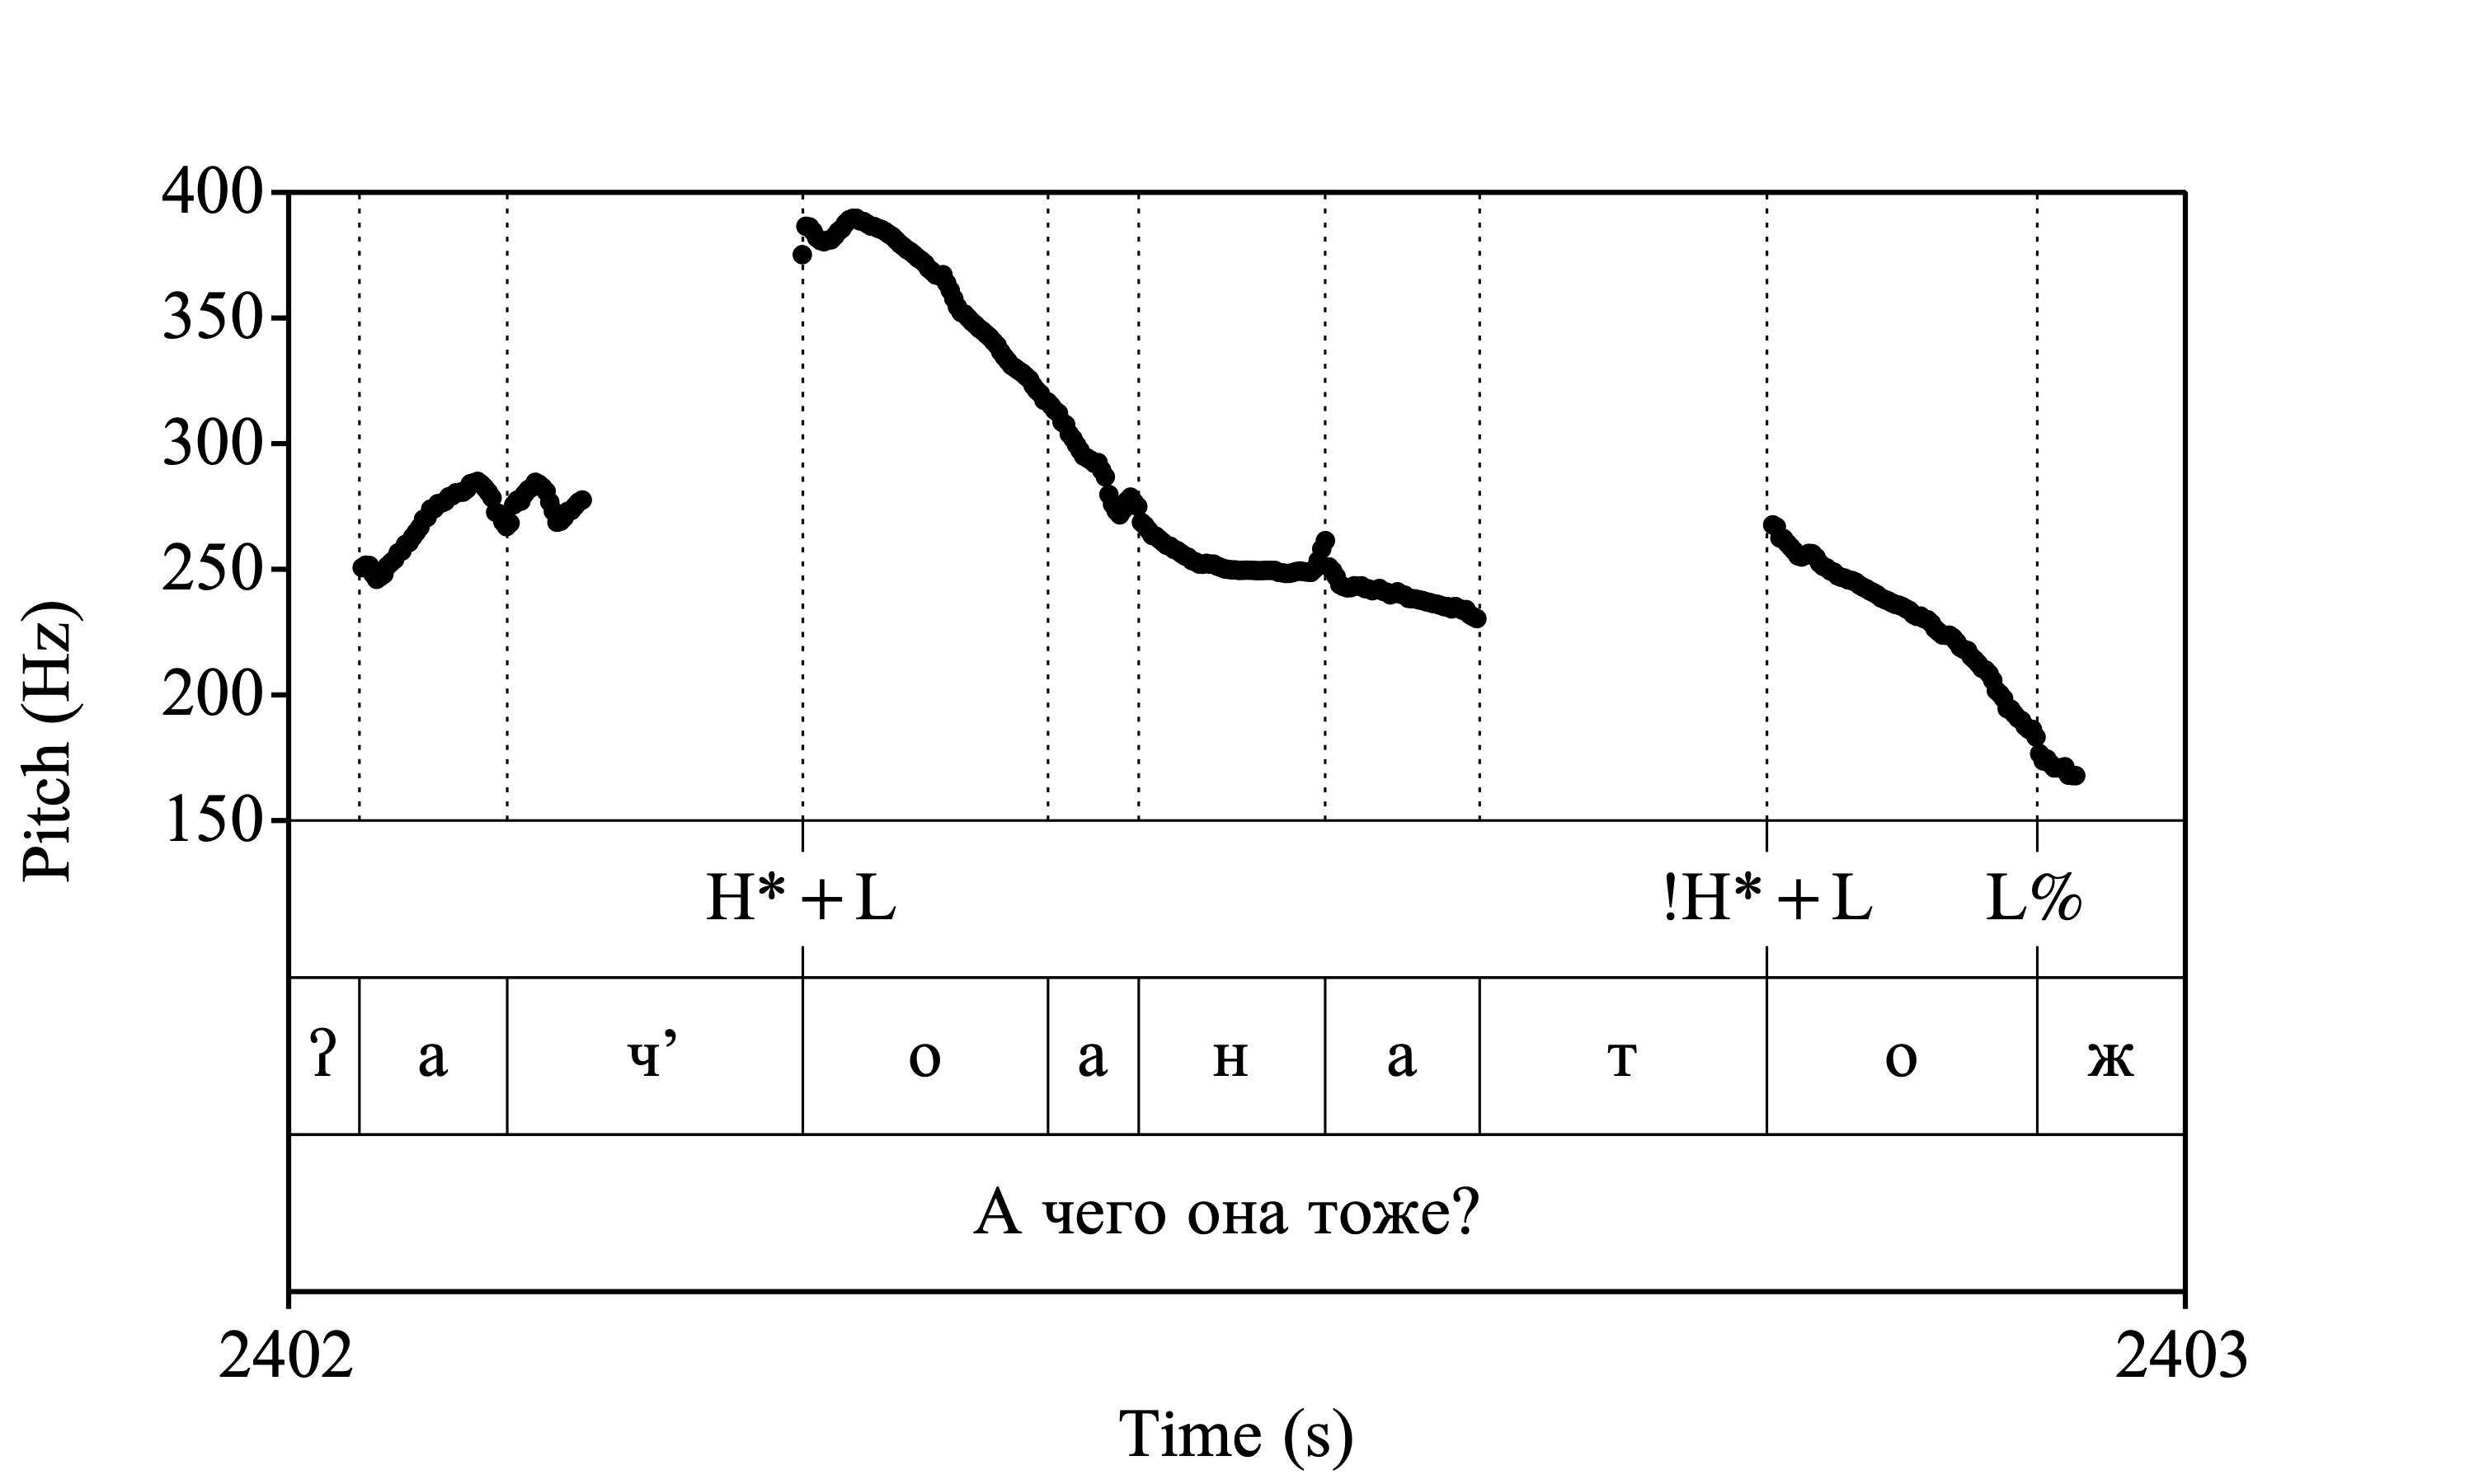 400
350
300
250
200
150
Pitch (Hz)
H*+L !H*+L L%
ʔ а ч’ о а н а т о ж
А чего она тоже?
2402 2403
Time (s)